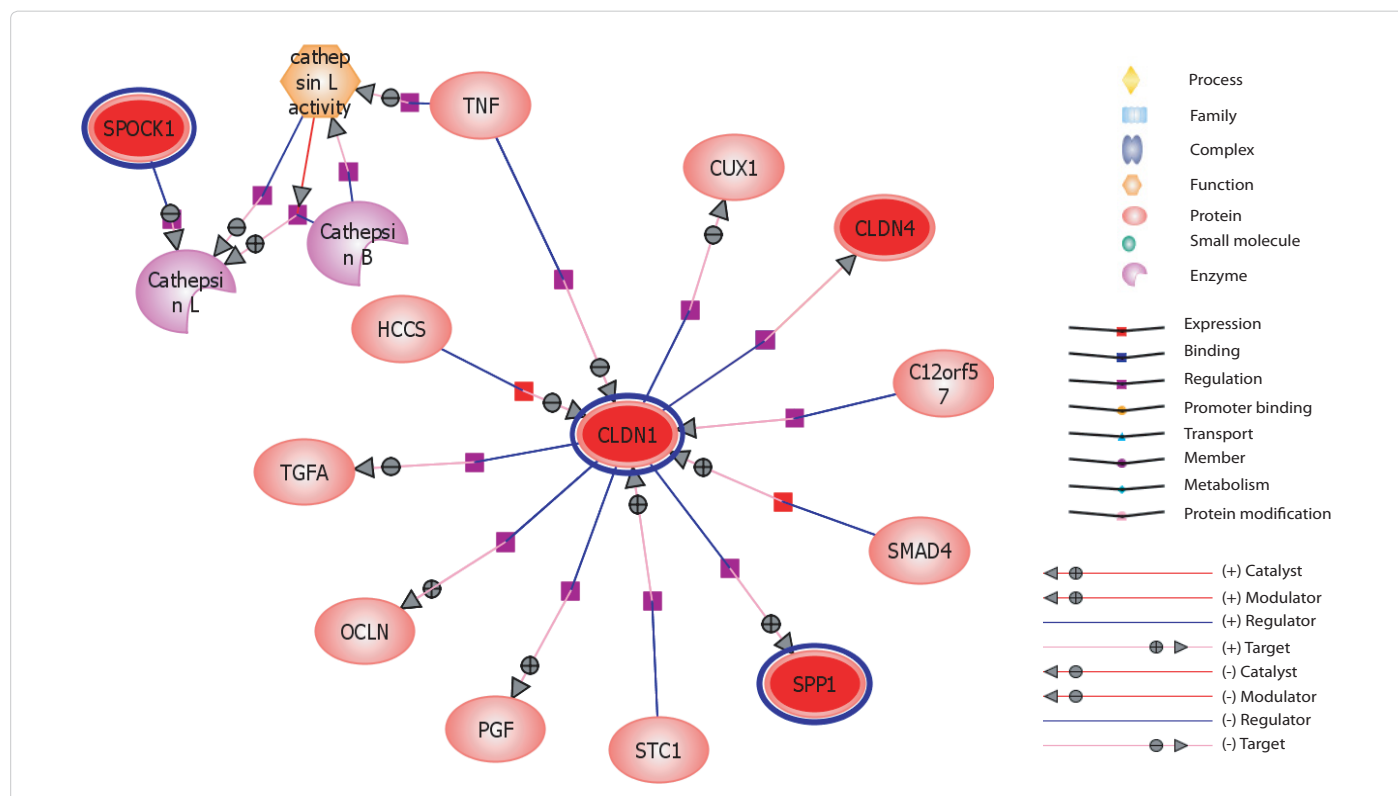 cathep
sin L
activity
TNF
SPOCK1
CUX1
CLDN4
Cathepsi
n B
Cathepsi
n L
HCCS
C12orf5
7
CLDN1
TGFA
SMAD4
OCLN
SPP1
PGF
STC1
Process
Family
Complex
Function
Protein
Small molecule
Enzyme
Expression
Binding
Regulation
Promoter binding
Transport
Member
Metabolism
Protein modification
(+) Catalyst
(+) Modulator
(+) Regulator
(+) Target
(-) Catalyst
(-) Modulator
(-) Regulator
(-) Target